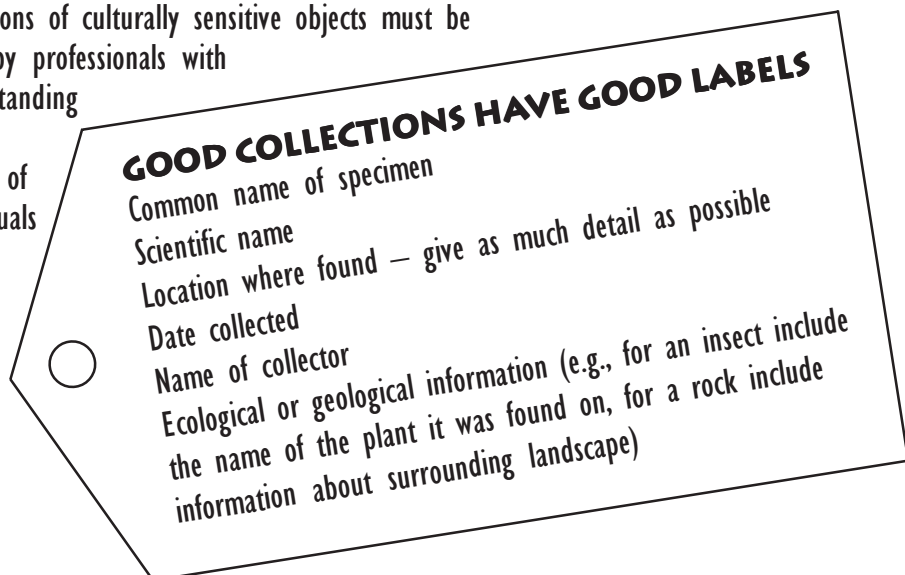 ons of culturally sensitive objects must be
by professionals with
tanding
of
uals
GOOD COLLECTIONS HAVE GOOD LABELS
Common name of specimen
Scientific name
Location where found — give as much detail as possible
Date collected
Name of collector
Ecological or geological information (e.g., for an insect include
the name of the plant it was found on, for a rock include
information about surrounding landscape)